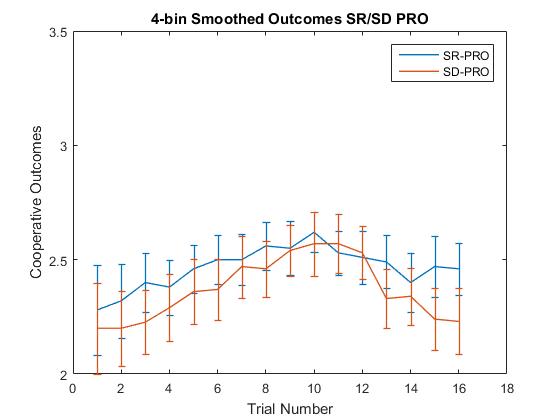 4-bin Smoothed Outcomes SR/SD PRO
3.5
SR-PRO
SD-PRO
3
Cooperative Outcomes
2.5
2
0 2 4 6 8 10 12 14 16 18
Trial Number